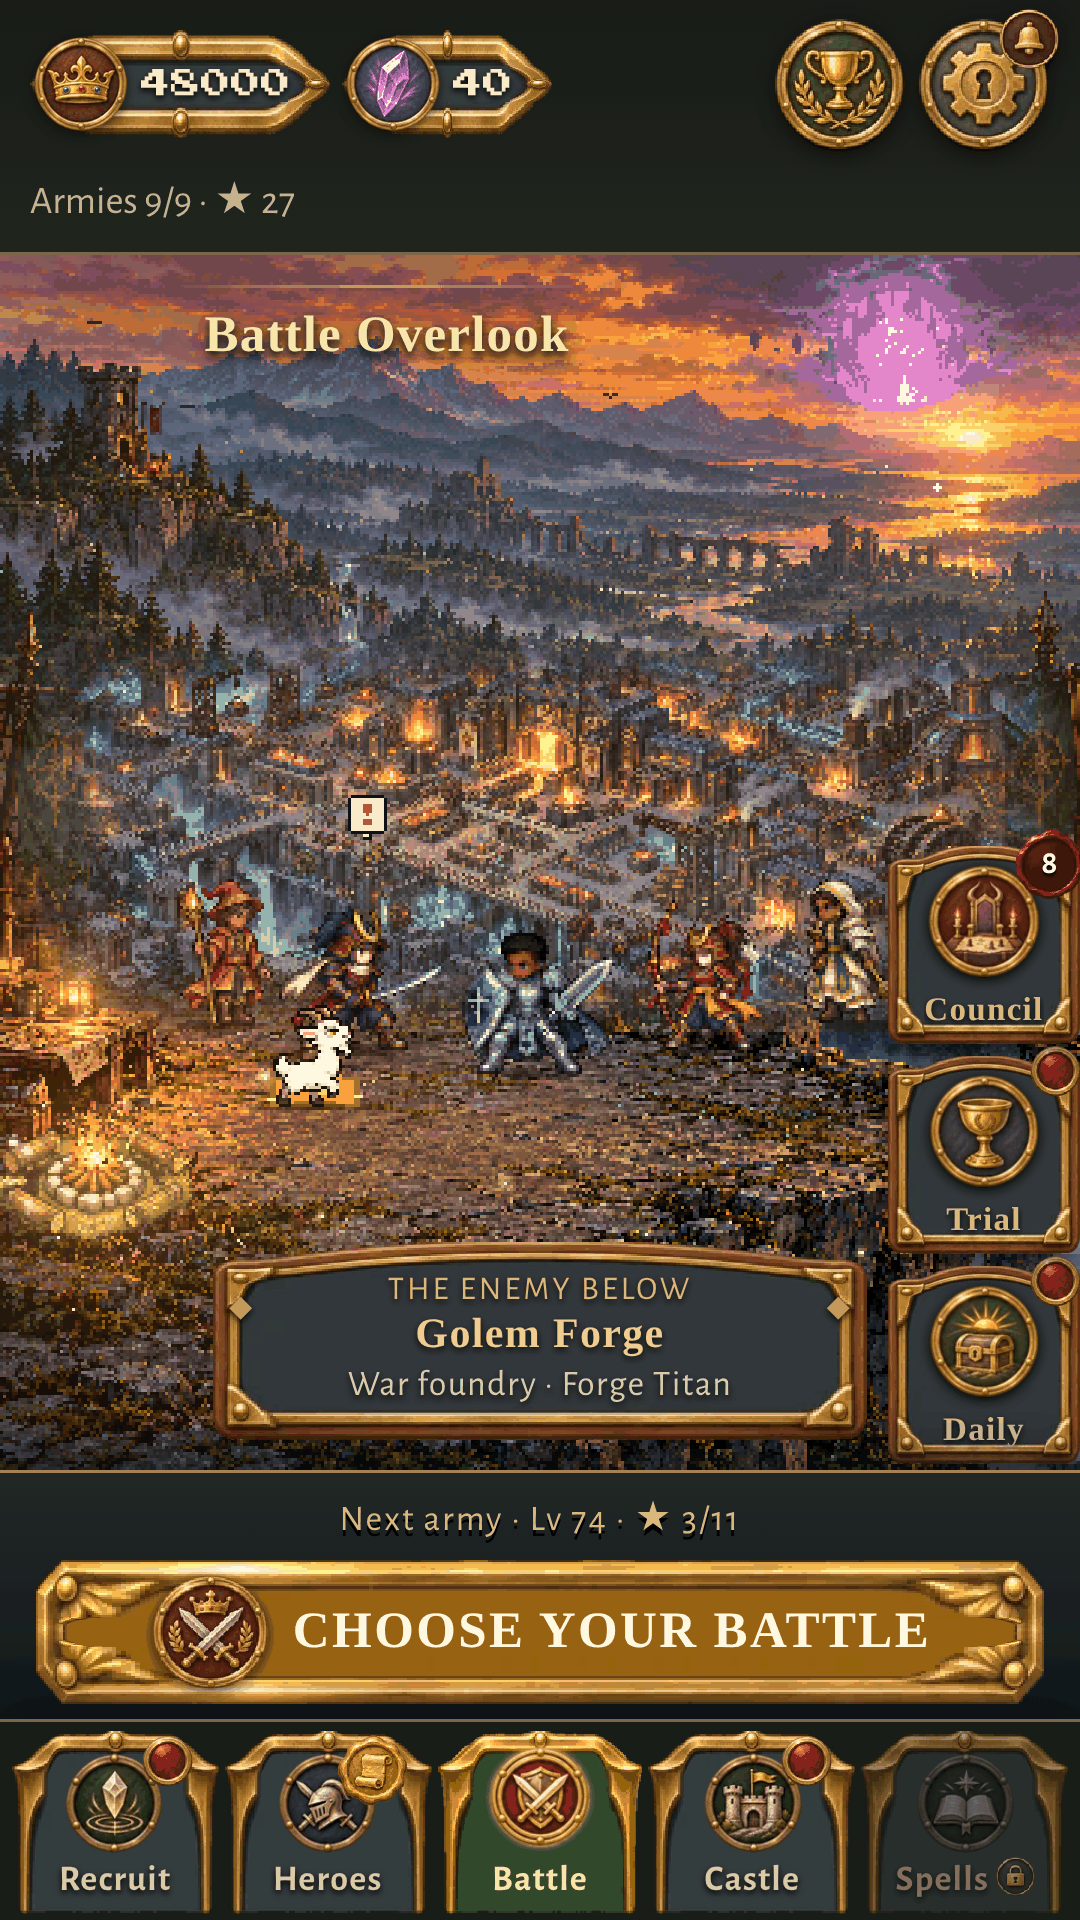 48000
40
Armies 9/9 · ★ 27
Battle Overlook
!
8
Council
Trial
THE ENEMY BELOW
Golem Forge
War foundry · Forge Titan
Daily
Next army · Lv 74 · ★ 3/11
CHOOSE YOUR BATTLE
Recruit
Heroes
Battle
Castle
Spells